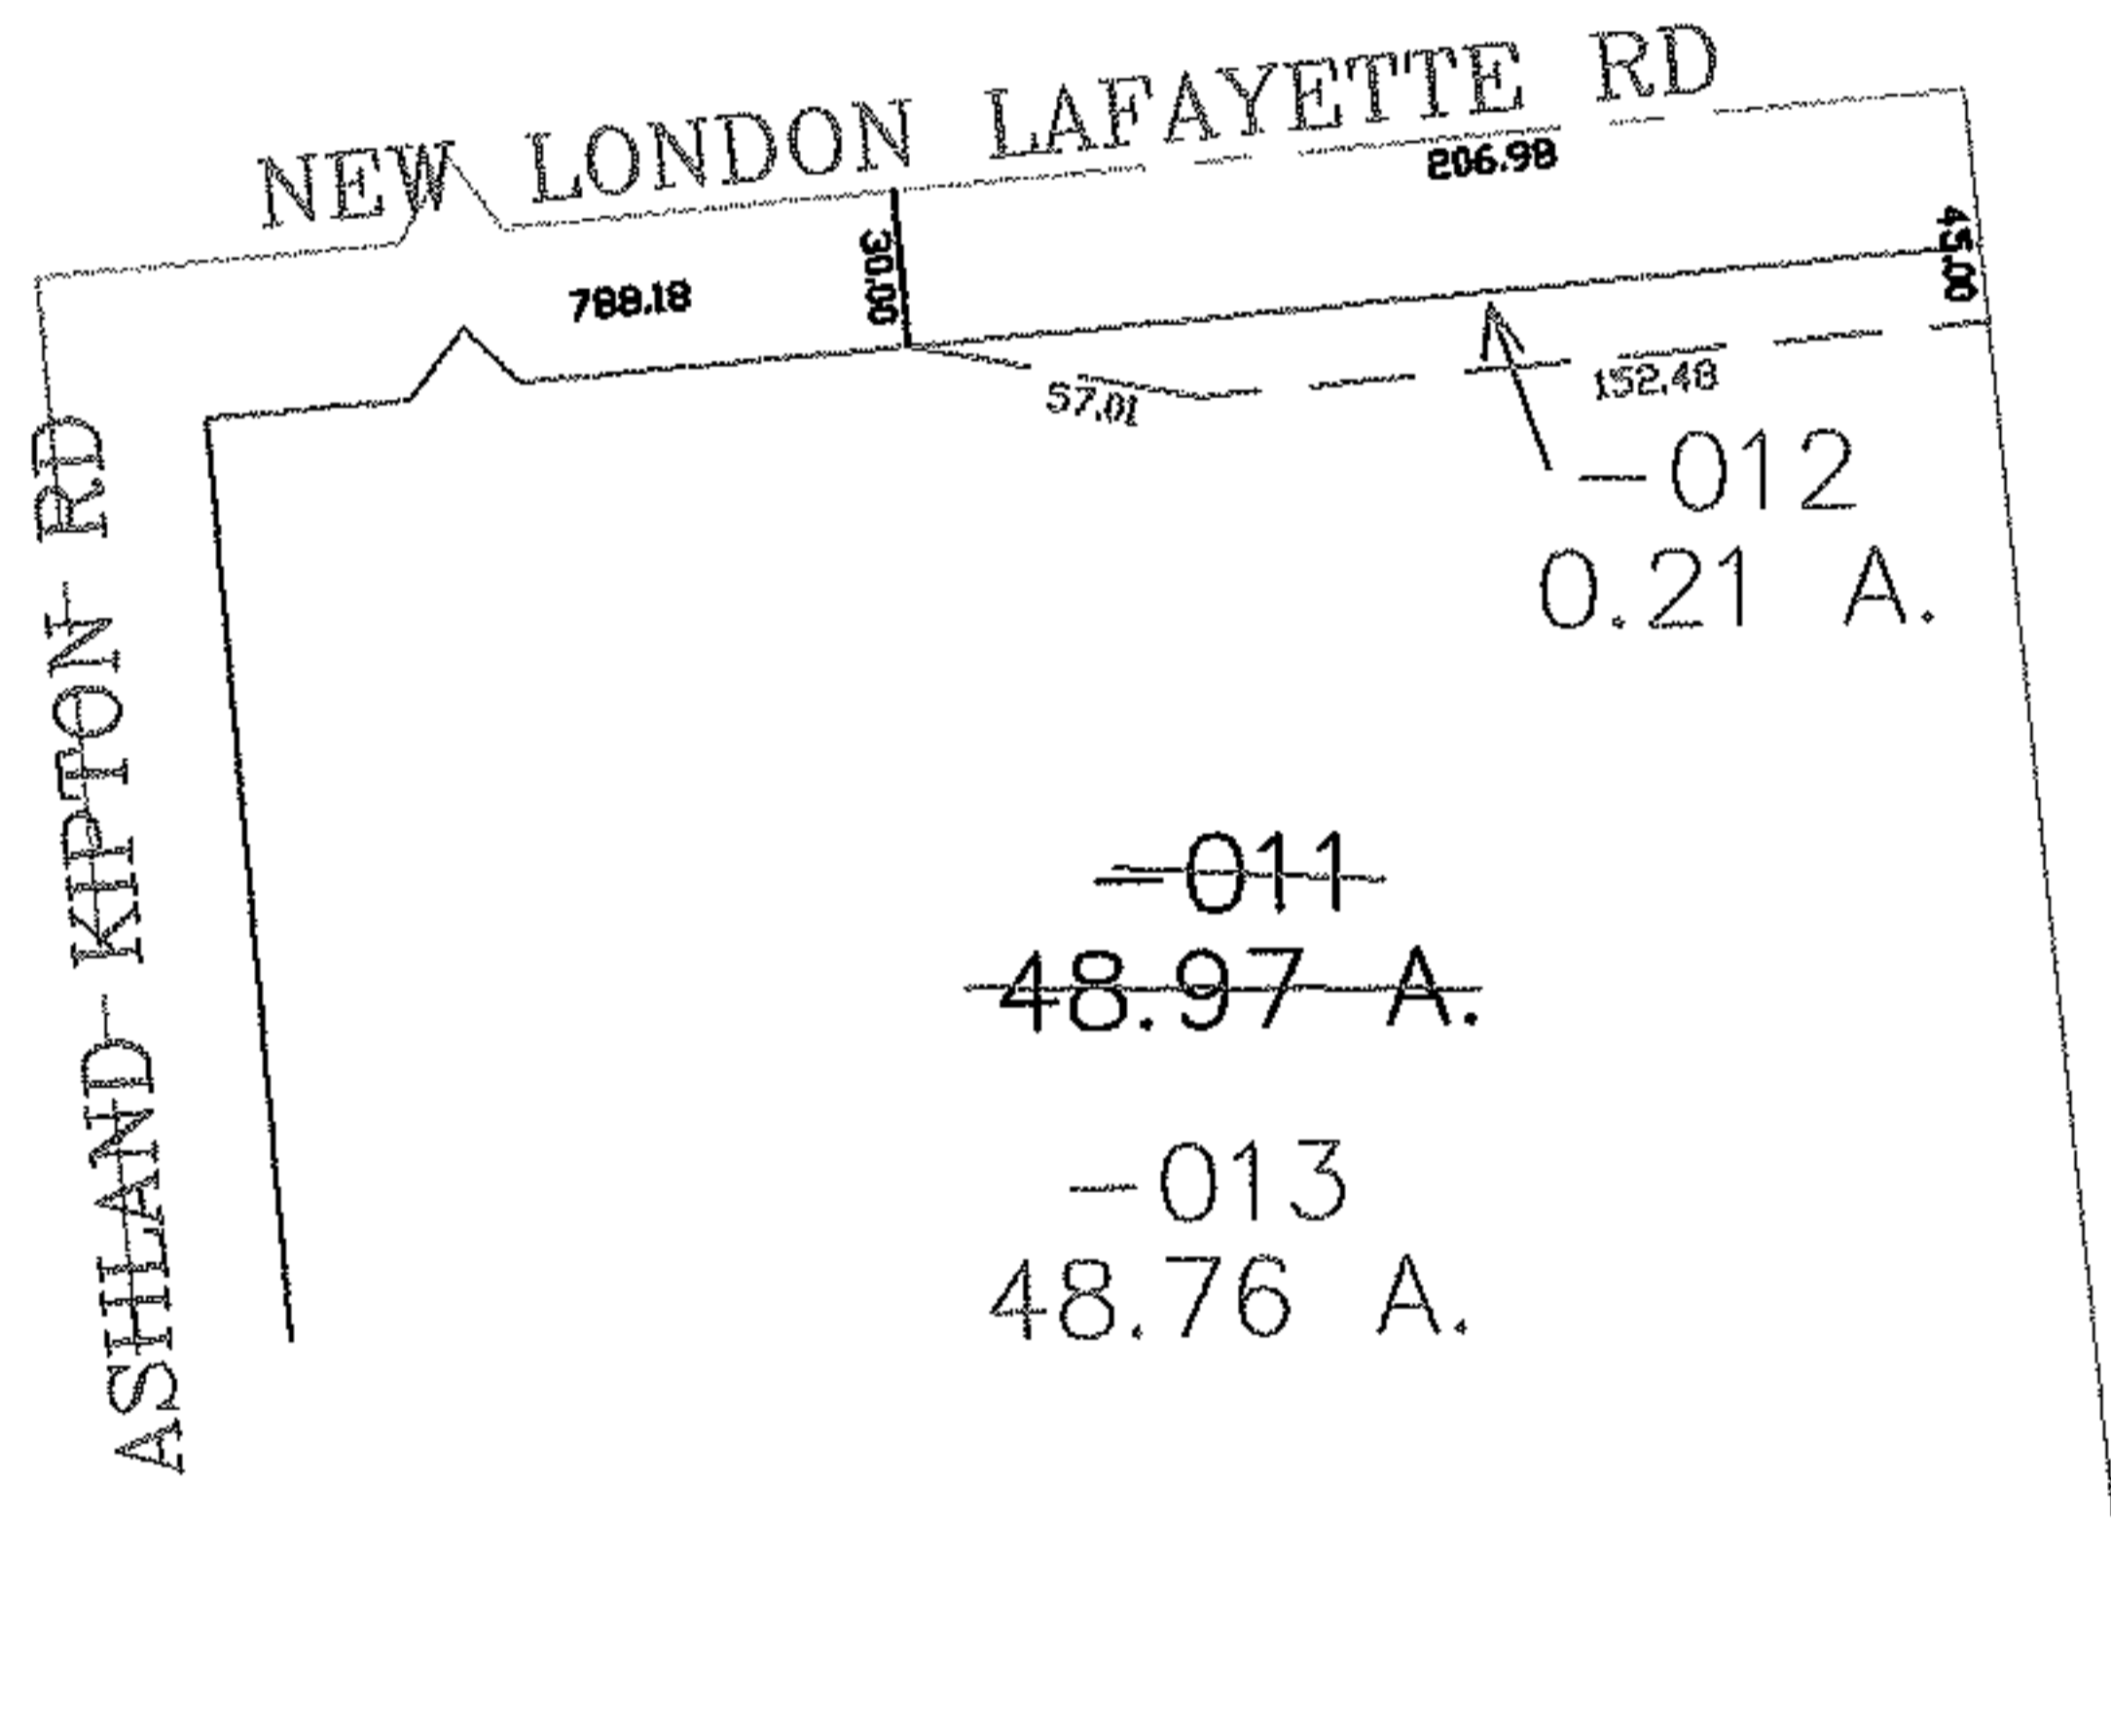 NEW LONDON LAFAYETTE RD
206.98
45.00
30.00
788.18
57.01
152.48
-012
0.21 A.
ASHLAND KIPTON RD
-011
48.97 A.
-013
48.76 A.